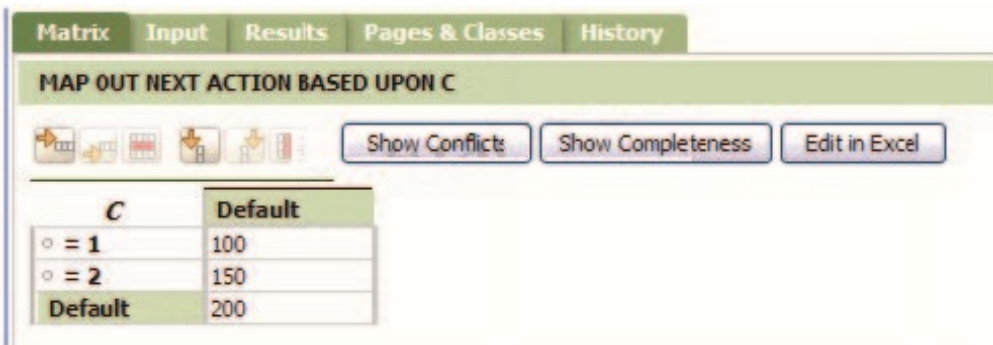 Matrix Input Results Pages & Classes History
MAP OUT NEXT ACTION BASED UPON C
Show Conflicts Show Completeness Edit in Excel
C Default
= 1 100
= 2 150
Default 200